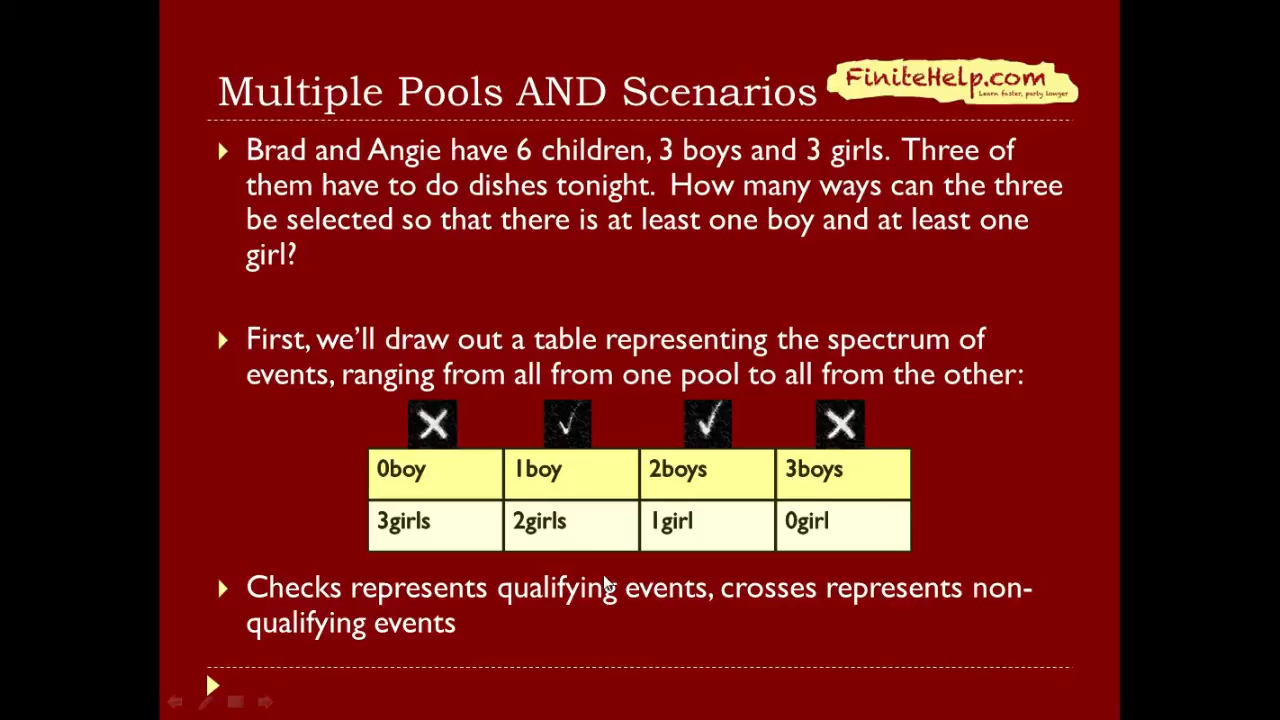 Multiple Pools AND Scenarios
FiniteHelp.com
Learn faster, party longer
Brad and Angie have 6 children, 3 boys and 3 girls. Three of
them have to do dishes tonight. How many ways can the three
be selected so that there is at least one boy and at least one
girl?
First, we'll draw out a table representing the spectrum of
events, ranging from all from one pool to all from the other:
0boy 1boy 2boys 3boys
3girls 2girls 1girl 0girl
Checks represents qualifying events, crosses represents non-
qualifying events